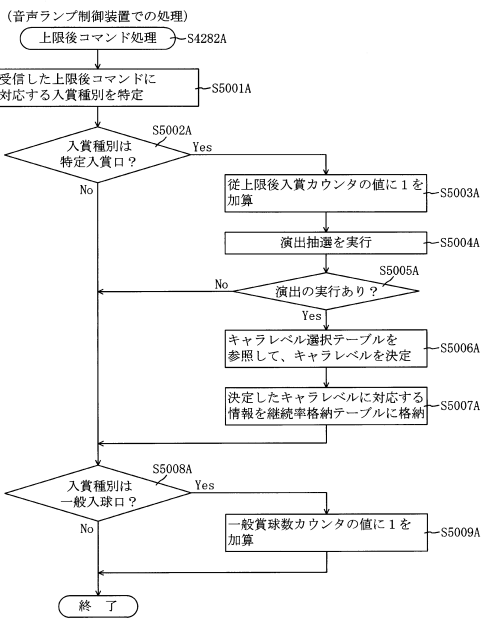 (音声ランプ制御装置での処理)
上限後コマンド処理
S4282A
受信した上限後コマンドに
対応する入賞種別を特定
S5001A
入賞種別は
特定入賞口?
S5002A
Yes
No
従上限後入賞カウンタの値に1を
加算
S5003A
演出抽選を実行
S5004A
演出の実行あり?
S5005A
No
Yes
キャラレベル選択テーブルを
参照して、キャラレベルを決定
S5006A
決定したキャラレベルに対応する
情報を継続率格納テーブルに格納
S5007A
入賞種別は
一般入球口?
S5008A
Yes
No
一般賞球数カウンタの値に1を
加算
S5009A
終 了